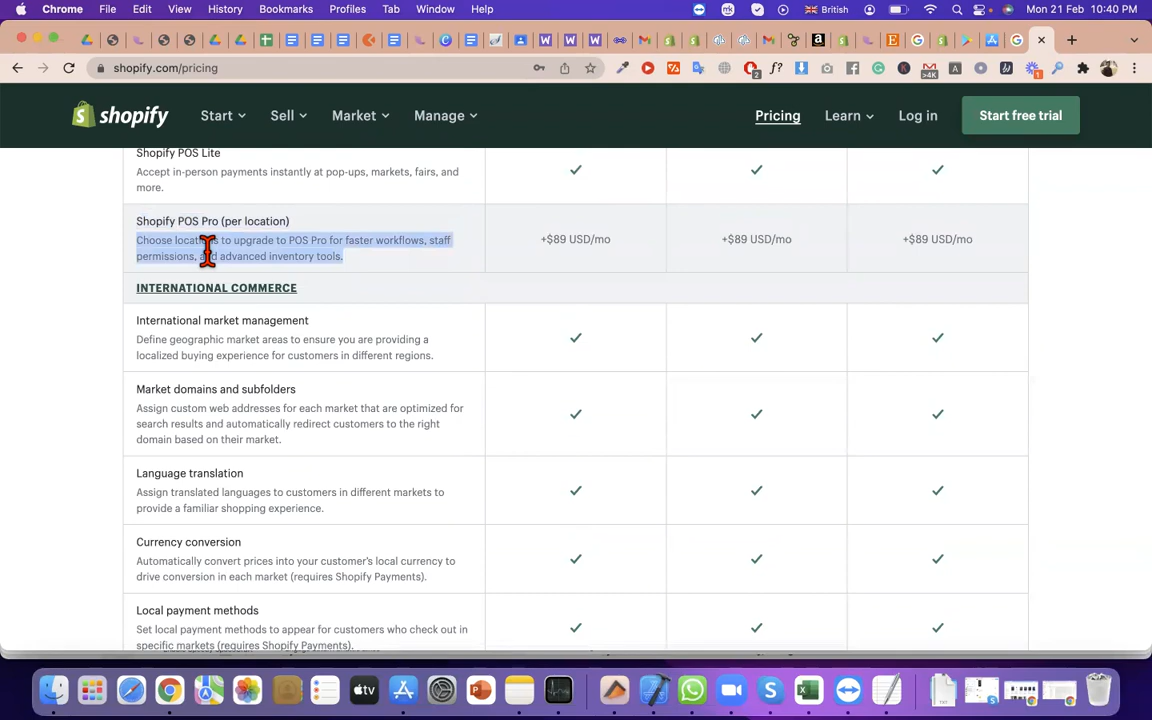 Chrome File Edit View History Bookmarks Profiles Tab Window Help British Mon 21 Feb 10:40 PM
shopify.com/pricing
shopify Start Sell Market Manage Pricing Learn Log in Start free trial
Shopify POS Lite
Accept in-person payments instantly at pop-ups, markets, fairs, and
more.
Shopify POS Pro (per location)
Choose locations to upgrade to POS Pro for faster workflows, staff
permissions, and advanced inventory tools.
+$89 USD/mo +$89 USD/mo +$89 USD/mo
INTERNATIONAL COMMERCE
International market management
Define geographic market areas to ensure you are providing a
localized buying experience for customers in different regions.
Market domains and subfolders
Assign custom web addresses for each market that are optimized for
search results and automatically redirect customers to the right
domain based on their market.
Language translation
Assign translated languages to customers in different markets to
provide a familiar shopping experience.
Currency conversion
Automatically convert prices into your customer's local currency to
drive conversion in each market (requires Shopify Payments).
Local payment methods
Set local payment methods to appear for customers who check out in
specific markets (requires Shopify Payments).